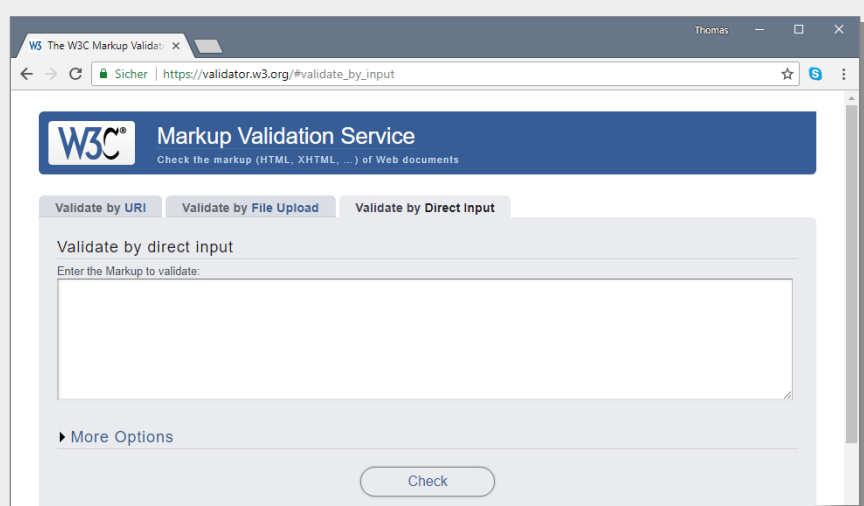 Thomas
W3 The W3C Markup Validati
Sicher | https://validator.w3.org/#validate_by_input
W3C® Markup Validation Service
Check the markup (HTML, XHTML, …) of Web documents
Validate by URI Validate by File Upload Validate by Direct Input
Validate by direct input
Enter the Markup to validate:
More Options
Check